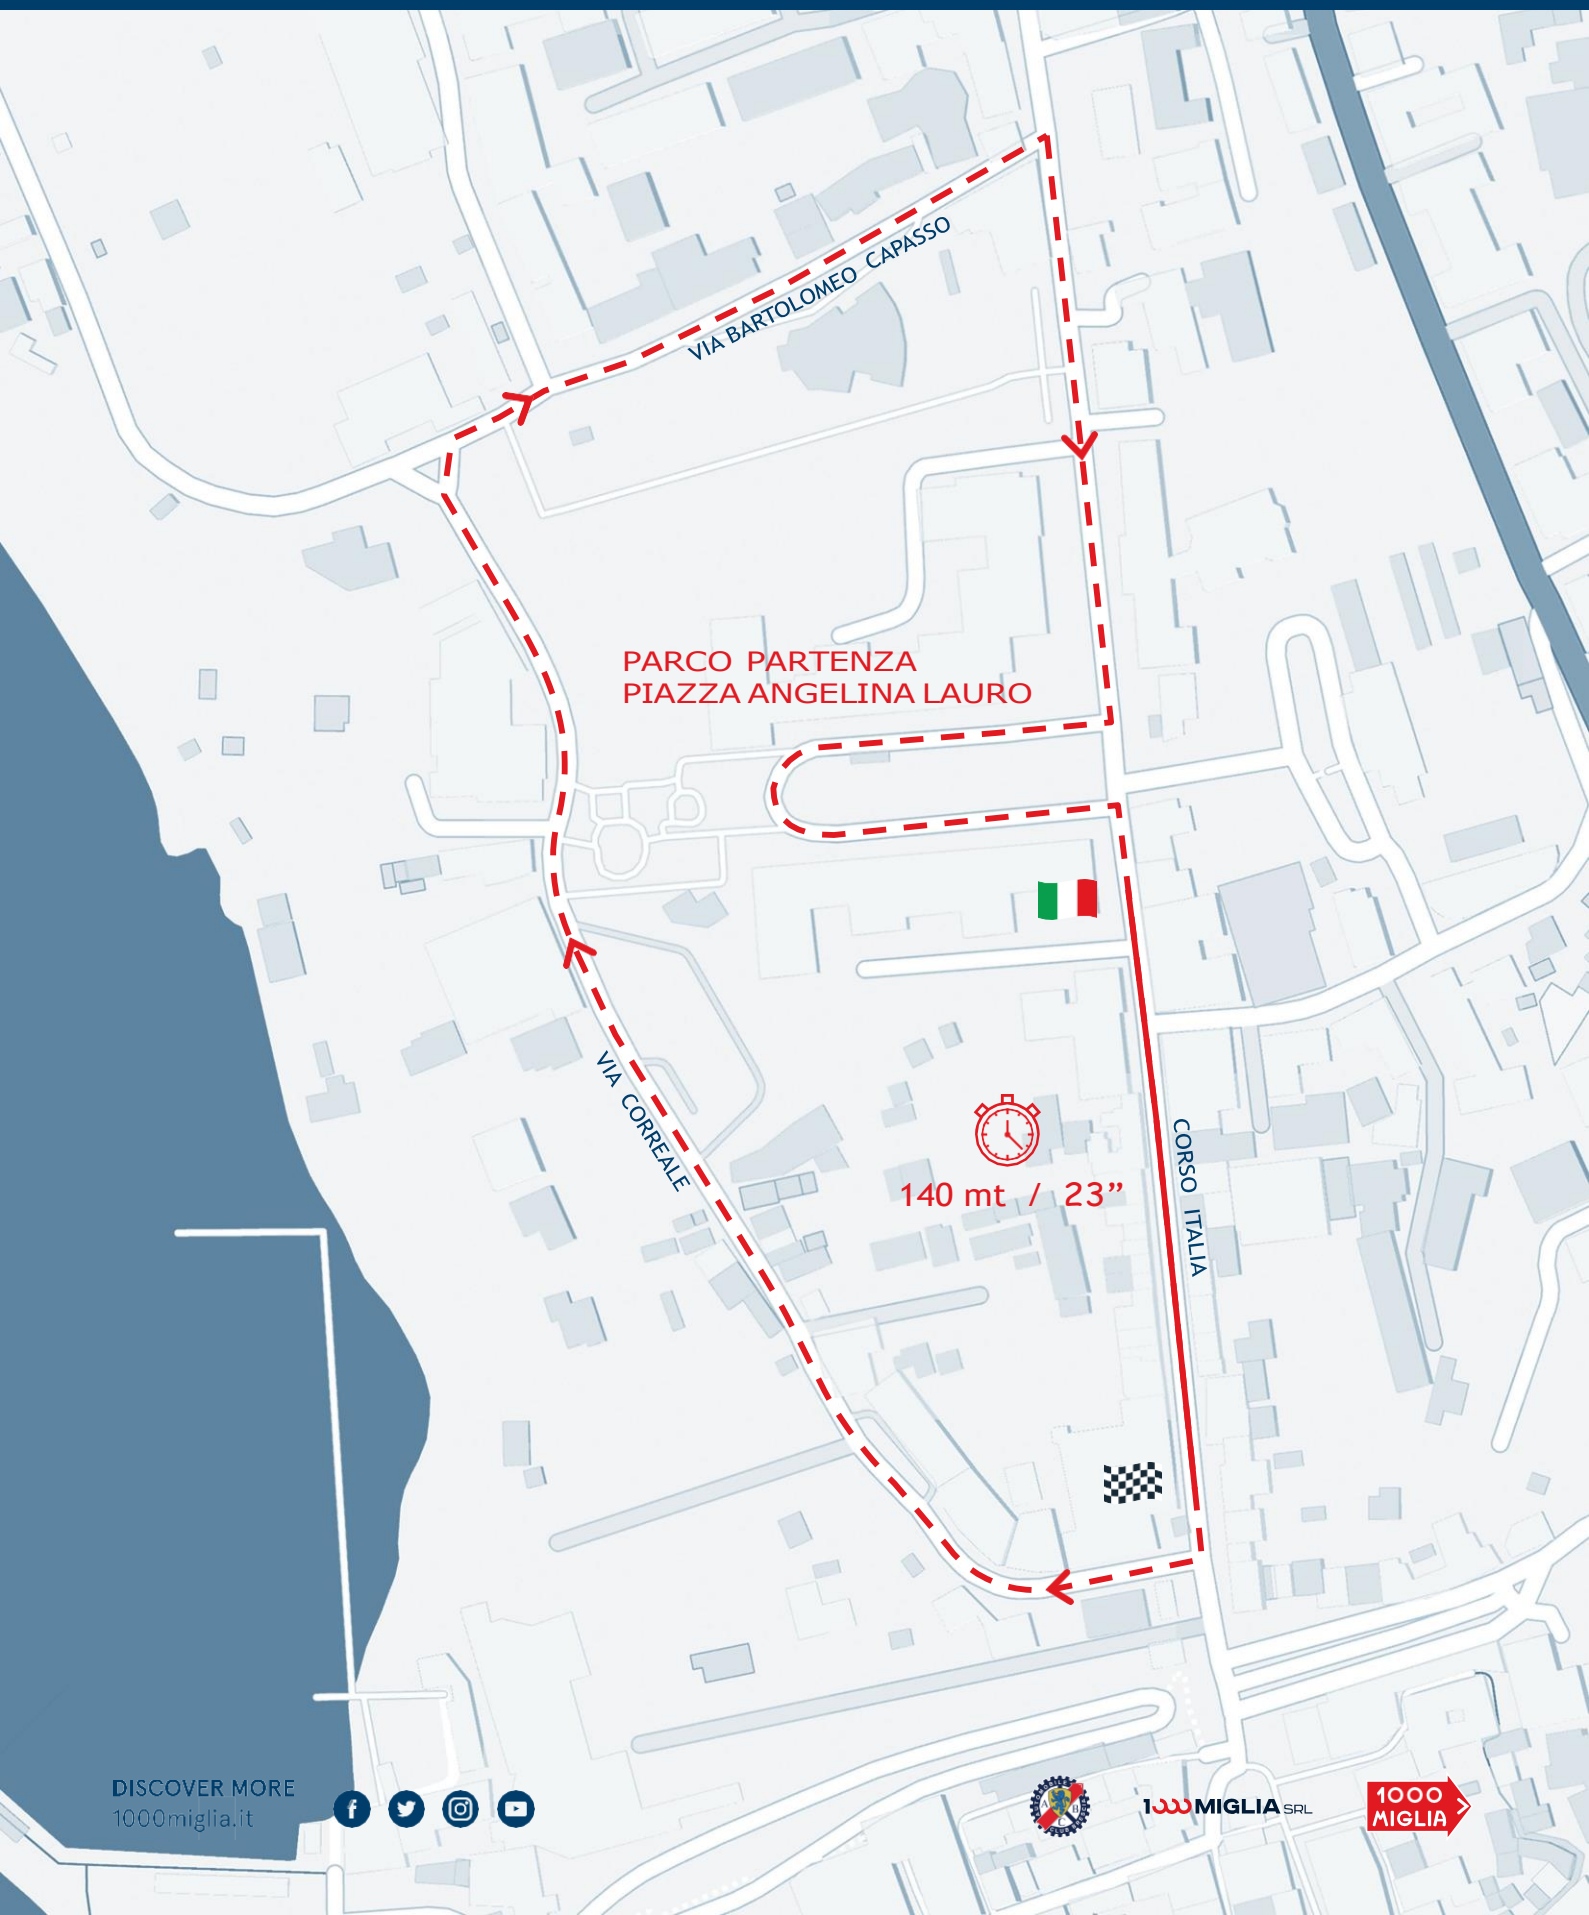 VIA BARTOLOMEO CAPASSO
PARCO PARTENZA
PIAZZA ANGELINA LAURO
VIA CORREALE
140 mt / 23”
CORSO ITALIA
DISCOVER MORE
1000miglia.it
1000MIGLIA SRL
1000
MIGLIA